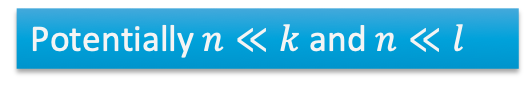 Potentially 𝑛 ≪ 𝑘 and 𝑛 ≪ 𝑙